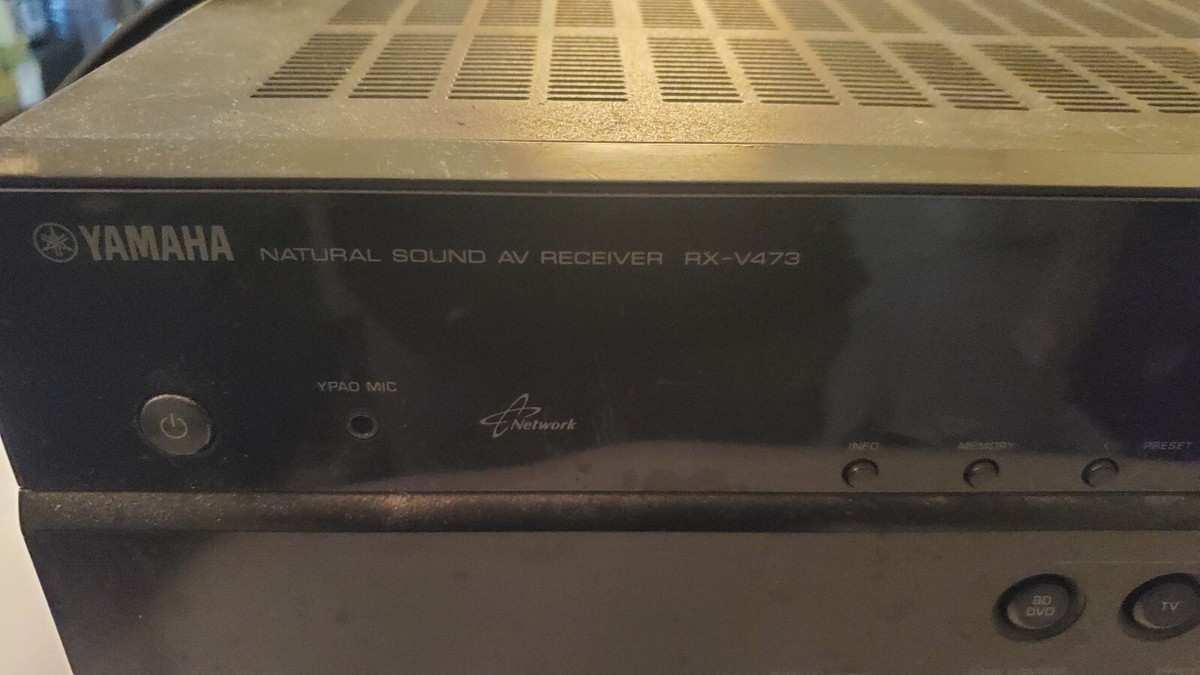 YAMAHA NATURAL SOUND AV RECEIVER RX-V473
YPAO MIC
Network
INFO MEMORY PRESET
BD
DVD
TV